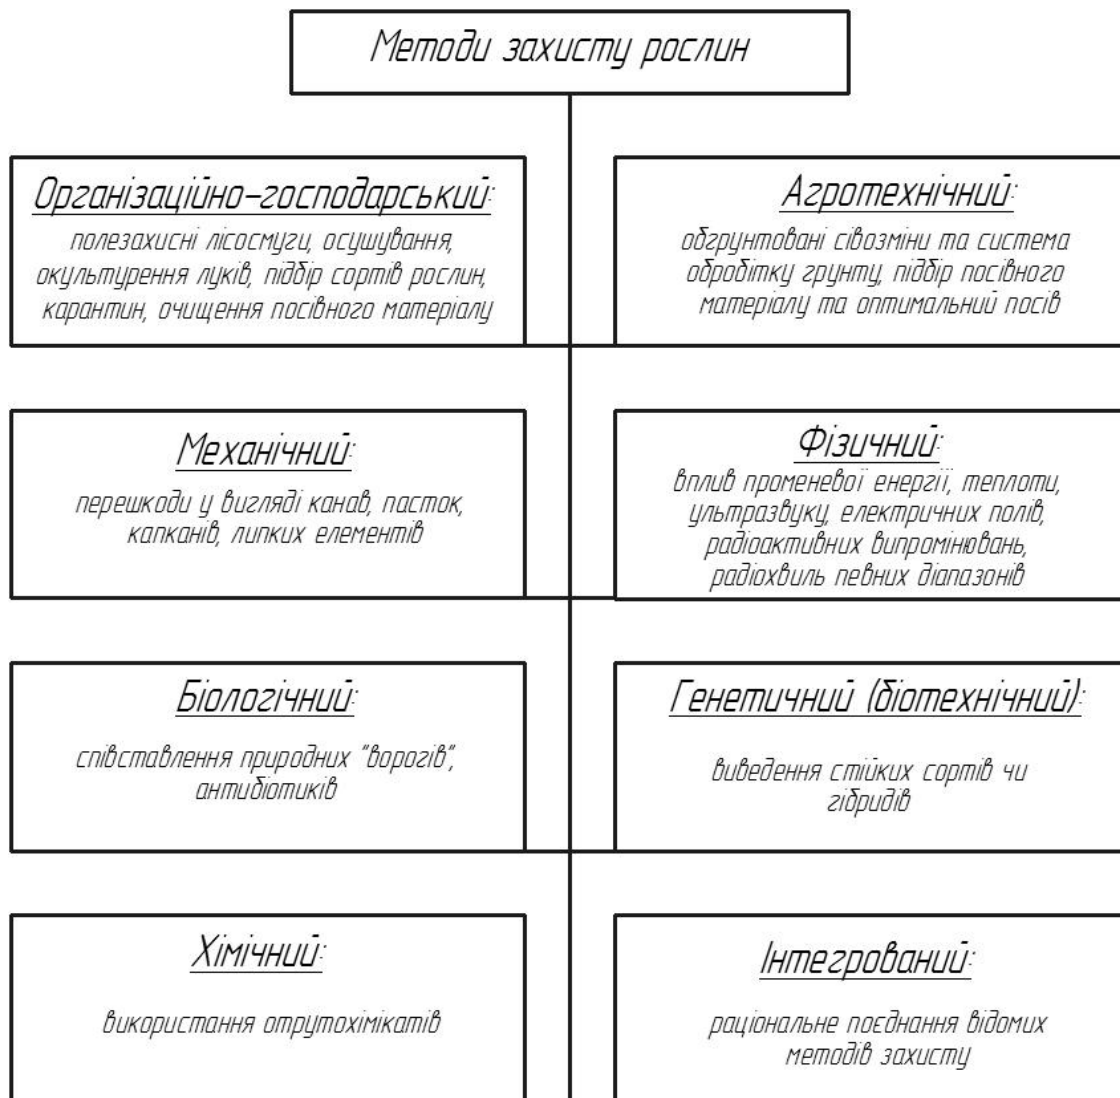 Методи захисту рослин
Організаційно-господарський:
полезахисні лісосмуги, осушування,
окультурення луків, підбір сортів рослин,
карантин, очищення посівного матеріалу
Агротехнічний:
обгрунтовані сівозміни та система
обробітку грунту, підбір посівного
матеріалу та оптимальний посів
Механічний:
перешкоди у вигляді канав, пасток,
капканів, липких елементів
Фізичний:
вплив променевої енергії, теплоти,
ультразвуку, електричних полів,
радіоактивних випромінювань,
радіохвиль певних діапазонів
Біологічний:
співставлення природних "ворогів",
антибіотиків
Генетичний (біотехнічний):
виведення стійких сортів чи
гібридів
Хімічний:
використання отрутохімікатів
Інтегрований:
раціональне поєднання відомих
методів захисту